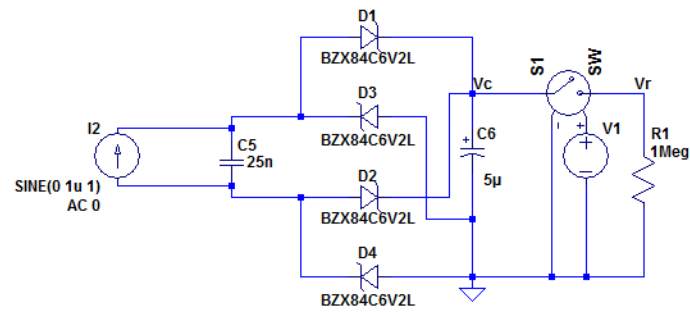 D1
BZX84C6V2L
D3
BZX84C6V2L
I2
SINE(0 1u 1)
AC 0
C5
25n
D2
BZX84C6V2L
D4
BZX84C6V2L
Vc
+
C6
5µ
S1
SW
Vr
V1
R1
1Meg